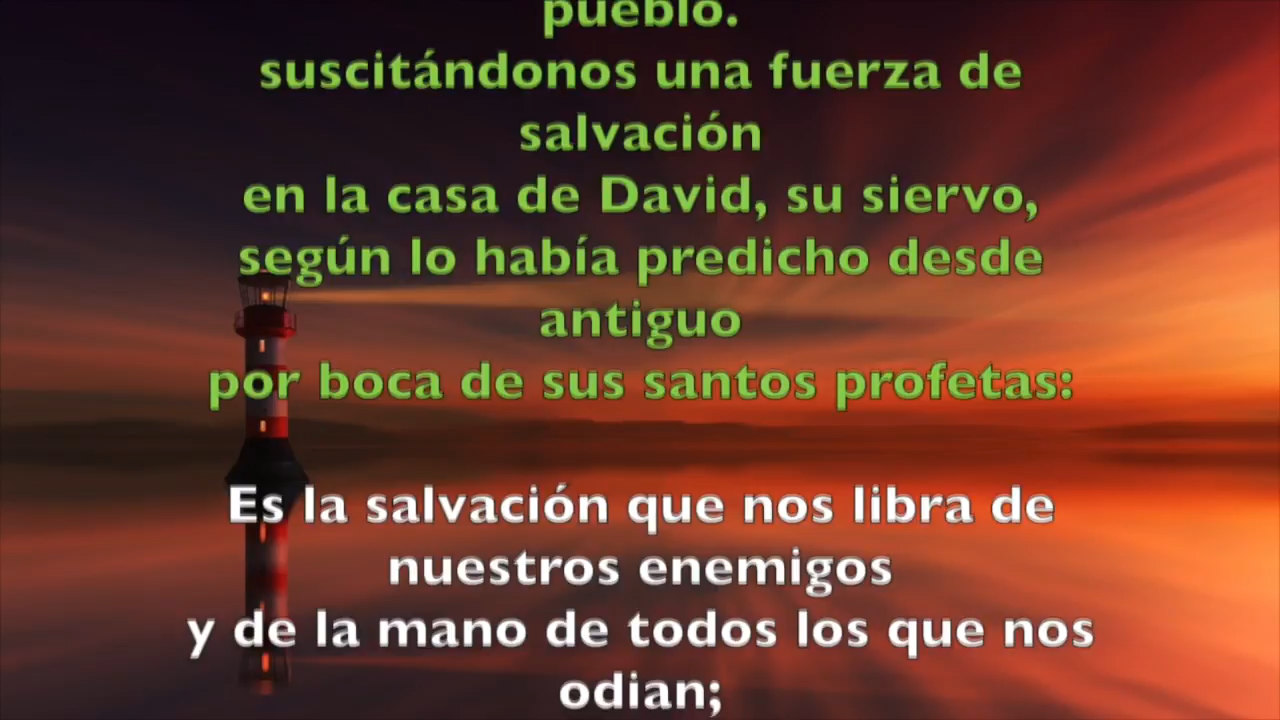 pueblo.
suscitándonos una fuerza de
salvación
en la casa de David, su siervo,
según lo había predicho desde
antiguo
por boca de sus santos profetas:
Es la salvación que nos libra de
nuestros enemigos
y de la mano de todos los que nos
odian;